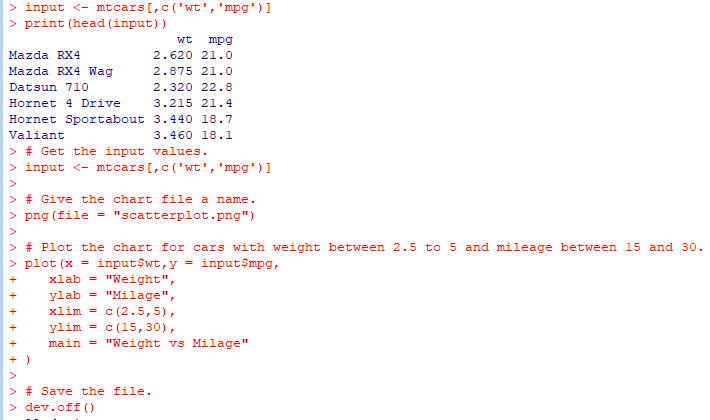 > input <- mtcars[,c('wt','mpg')]
> print(head(input))
                     wt  mpg
Mazda RX4         2.620 21.0
Mazda RX4 Wag     2.875 21.0
Datsun 710        2.320 22.8
Hornet 4 Drive    3.215 21.4
Hornet Sportabout 3.440 18.7
Valiant           3.460 18.1
> # Get the input values.
> input <- mtcars[,c('wt','mpg')]
>
> # Give the chart file a name.
> png(file = "scatterplot.png")
>
> # Plot the chart for cars with weight between 2.5 to 5 and mileage between 15 and 30.
> plot(x = input$wt,y = input$mpg,
+    xlab = "Weight",
+    ylab = "Milage",
+    xlim = c(2.5,5),
+    ylim = c(15,30),
+    main = "Weight vs Milage"
+ )
>
> # Save the file.
> dev.off()